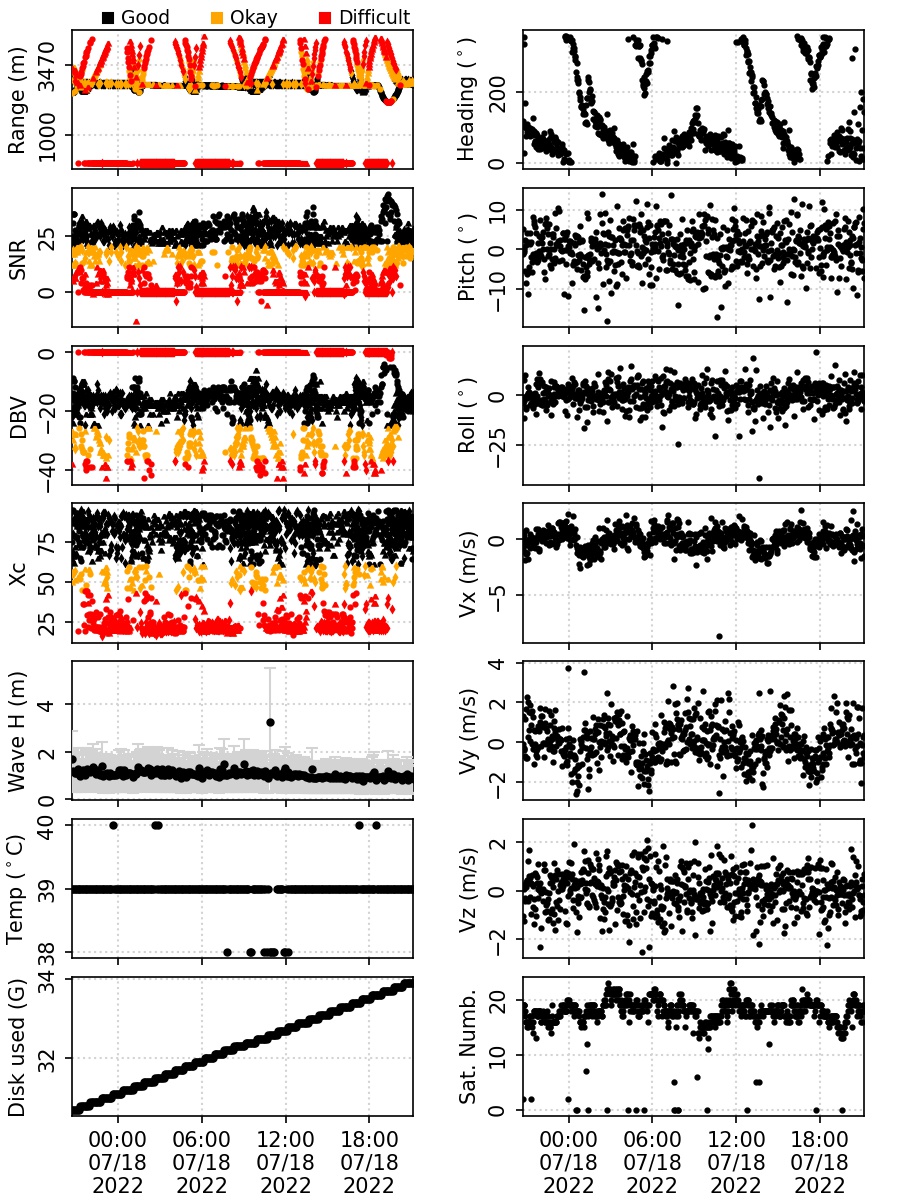 Good Okay Difficult
Range (m)
3470
1000
Heading (°)
200
0
SNR
25
0
Pitch (°)
10
0
−10
DBV
0
−20
−40
Roll (°)
0
−25
Xc
75
50
25
Vx (m/s)
0
−5
Wave H (m)
4
2
0
Vy (m/s)
4
2
0
−2
Temp (°C)
40
39
38
Vz (m/s)
2
0
−2
Disk used (G)
34
32
Sat. Numb.
20
10
0
00:00 06:00 12:00 18:00
07/18 07/18 07/18 07/18
2022 2022 2022 2022
00:00 06:00 12:00 18:00
07/18 07/18 07/18 07/18
2022 2022 2022 2022